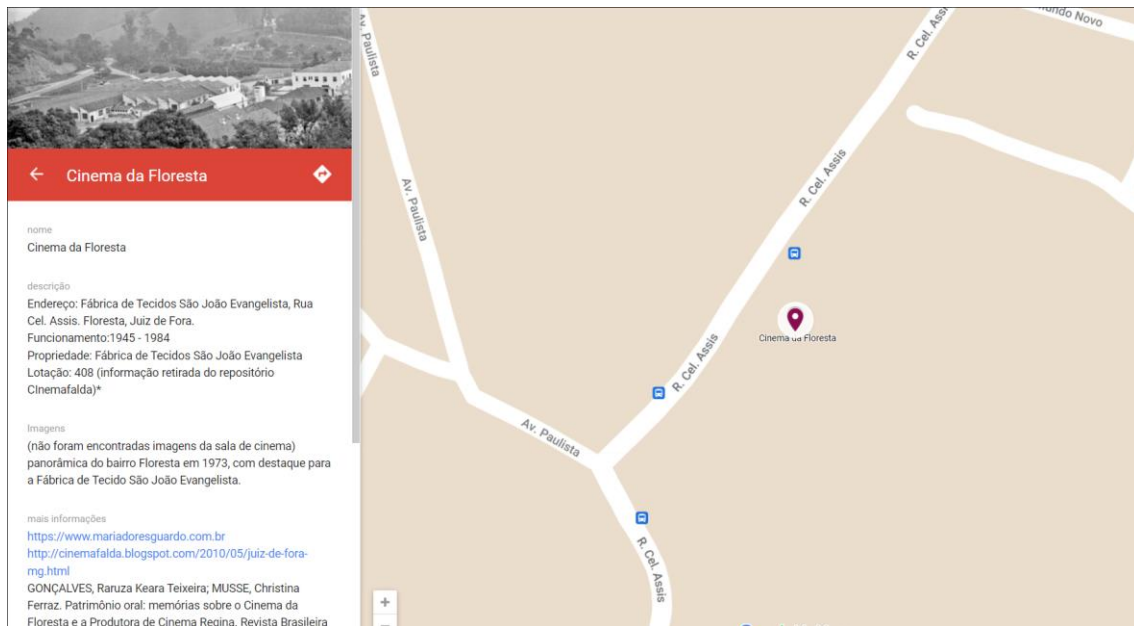 Cinema da Floresta
nome
Cinema da Floresta
descrição
Endereço: Fábrica de Tecidos São João Evangelista, Rua
Cel. Assis. Floresta, Juiz de Fora.
Funcionamento:1945 - 1984
Propriedade: Fábrica de Tecidos São João Evangelista
Lotação: 408 (informação retirada do repositório
CInemafalda)*
Imagens
(não foram encontradas imagens da sala de cinema)
panorâmica do bairro Floresta em 1973, com destaque para
a Fábrica de Tecido São João Evangelista.
mais informações
https://www.mariadoresguardo.com.br
http://cinemafalda.blogspot.com/2010/05/juiz-de-fora-
mg.html
GONÇALVES, Raruza Keara Teixeira; MUSSE, Christina
Ferraz. Patrimônio oral: memórias sobre o Cinema da
Floresta e a Produtora de Cinema Regina. Revista Brasileira
Av. Paulista
Av. Paulista
Av. Paulista
R. Cel. Assis
Novo
R. Cel. Assis
R. Cel. Assis
R. Cel. Assis
Cinema da Floresta
+